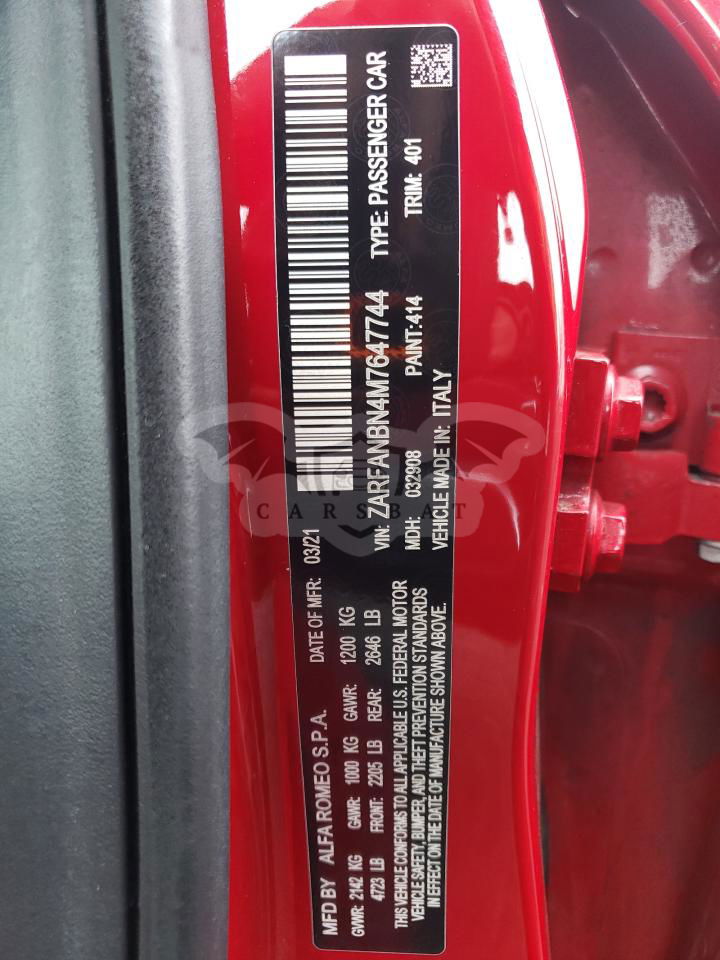 MFD BY ALFA ROMEO S.P.A. DATE OF MFR: 03/21
GVWR: 2142 KG GAWR: 1000 KG GAWR: 1200 KG
4723 LB FRONT: 2205 LB REAR: 2646 LB
THIS VEHICLE CONFORMS TO ALL APPLICABLE U.S. FEDERAL MOTOR
VEHICLE SAFETY, BUMPER, AND THEFT PREVENTION STANDARDS
IN EFFECT ON THE DATE OF MANUFACTURE SHOWN ABOVE.
VIN: ZARFANBN4M7647744 TYPE: PASSENGER CAR
MDH: 032908 PAINT:414 TRIM: 401
VEHICLE MADE IN: ITALY
CARSBAT